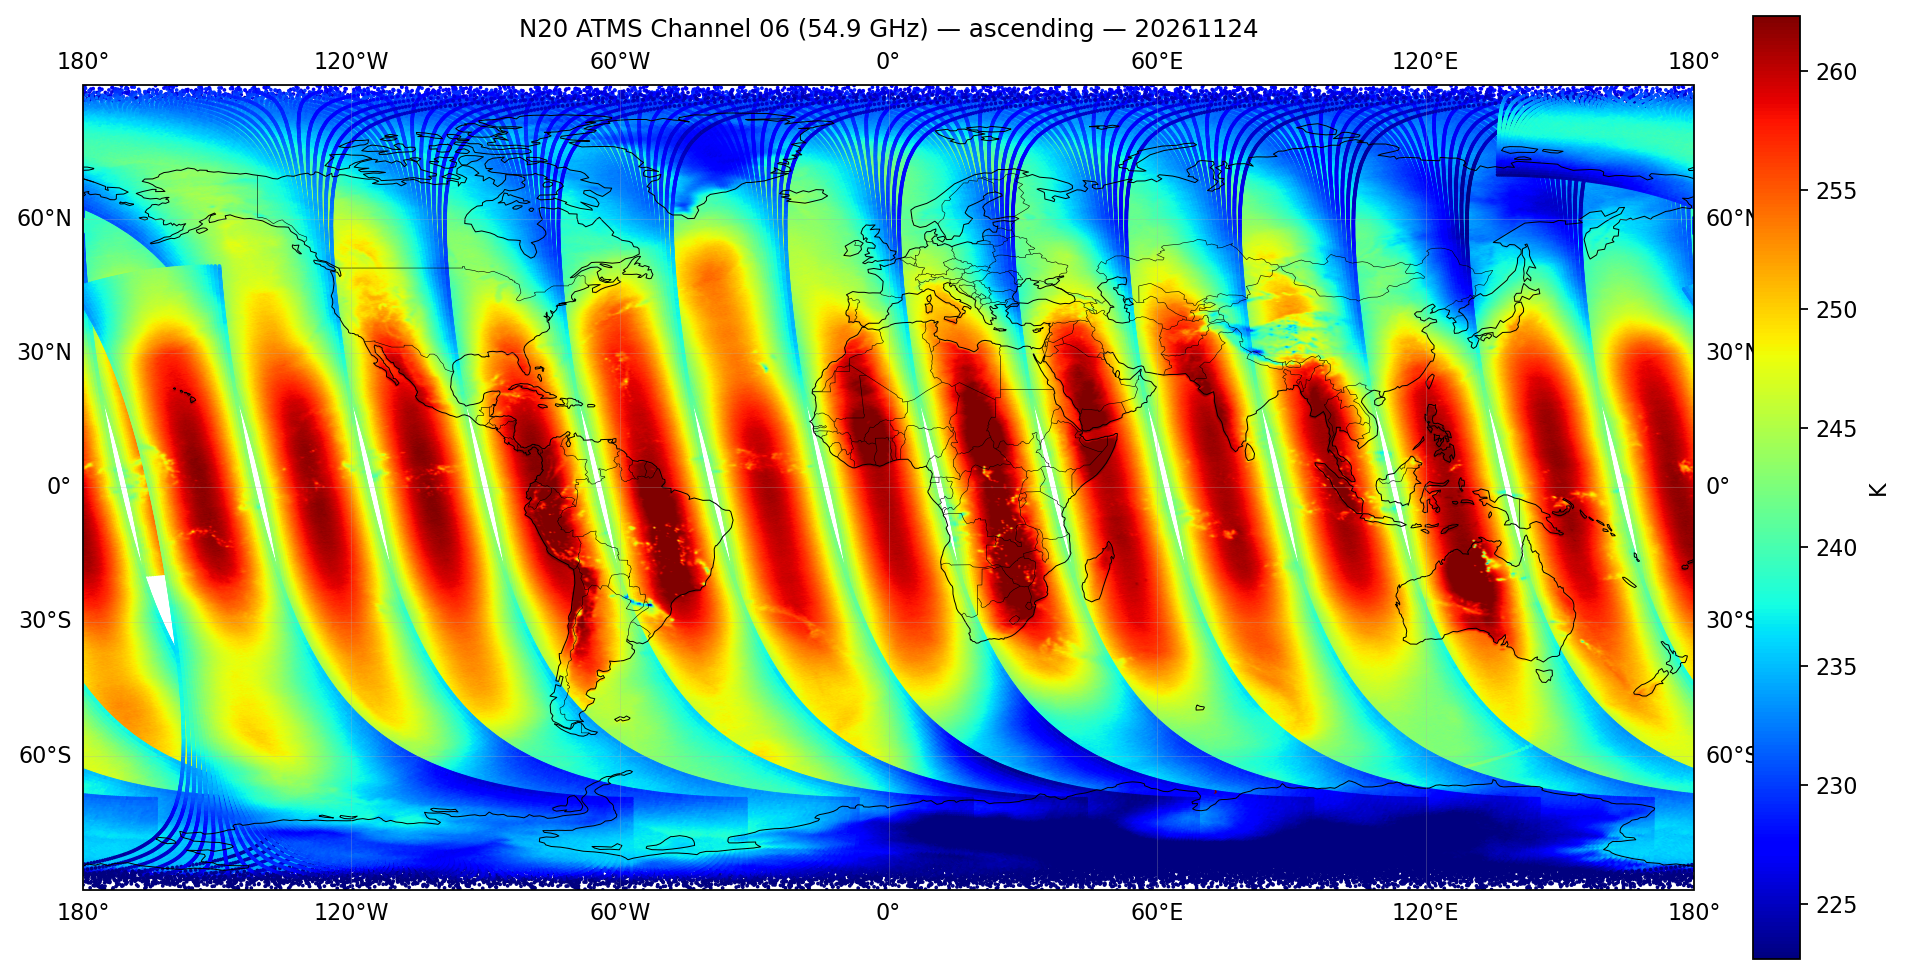 N20 ATMS Channel 06 (54.9 GHz) — ascending — 20261124
180° 120°W 60°W 0° 60°E 120°E 180°
60°N 60°N
30°N 30°N
0° 0°
30°S 30°S
60°S 60°S
180° 120°W 60°W 0° 60°E 120°E 180°
260
255
250
245
240
235
230
225
K